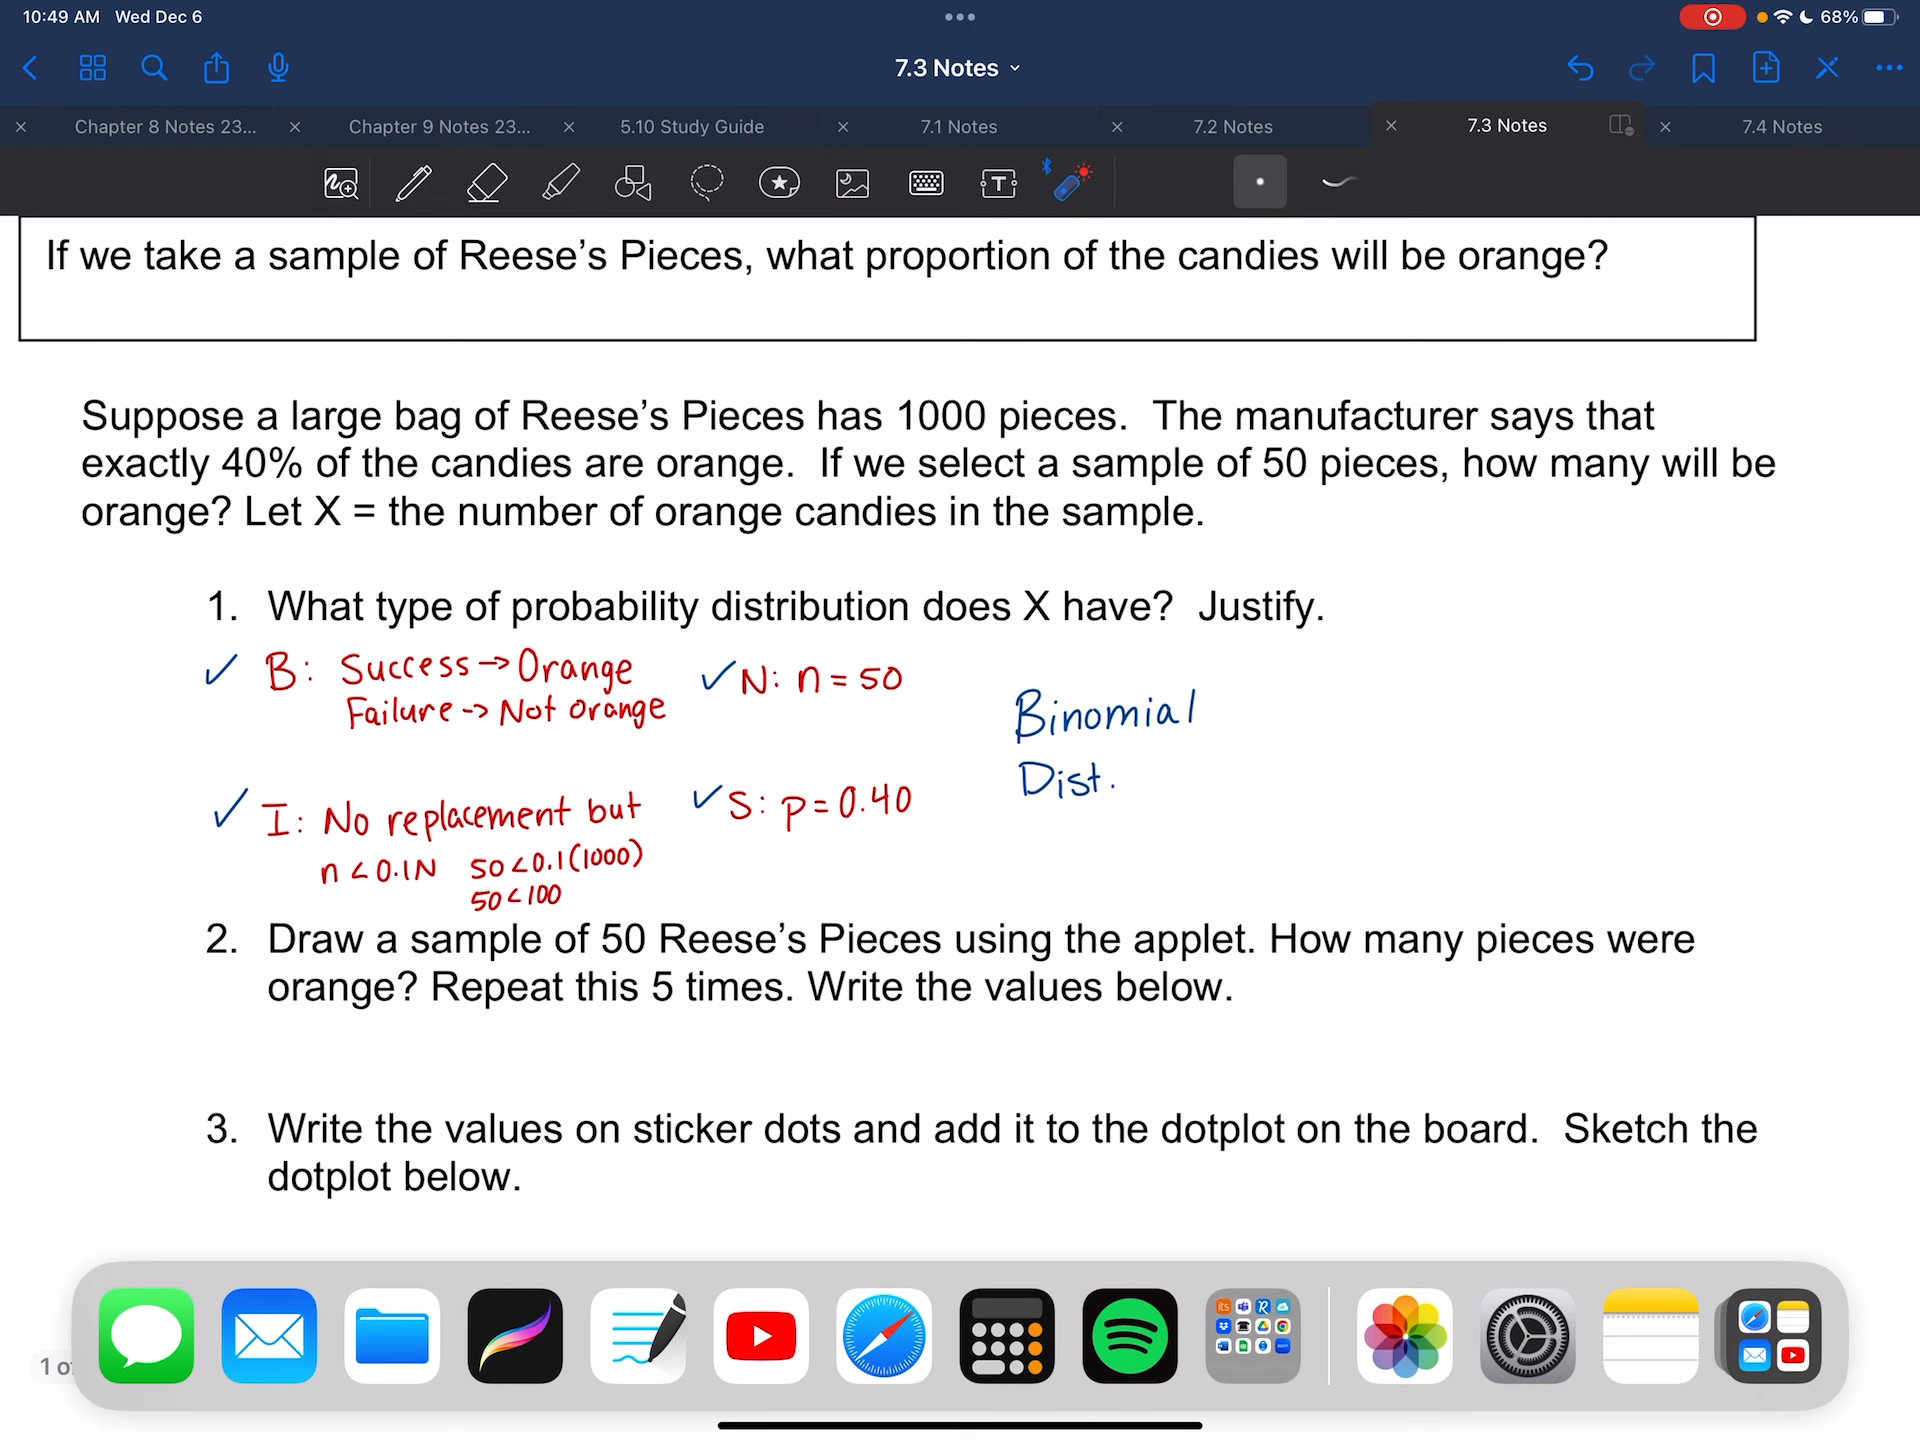 10:49 AM Wed Dec 6
68%
7.3 Notes
Chapter 8 Notes 23...
Chapter 9 Notes 23...
5.10 Study Guide
7.1 Notes
7.2 Notes
7.3 Notes
7.4 Notes
If we take a sample of Reese’s Pieces, what proportion of the candies will be orange?
Suppose a large bag of Reese’s Pieces has 1000 pieces. The manufacturer says that
exactly 40% of the candies are orange. If we select a sample of 50 pieces, how many will be
orange? Let X = the number of orange candies in the sample.
1. What type of probability distribution does X have? Justify.
✓ B: Success → Orange
Failure → Not orange
✓ N: n = 50
Binomial
Dist.
✓ I: No replacement but
n < 0.1N 50 < 0.1(1000)
50 < 100
✓ S: p = 0.40
2. Draw a sample of 50 Reese’s Pieces using the applet. How many pieces were
orange? Repeat this 5 times. Write the values below.
3. Write the values on sticker dots and add it to the dotplot on the board. Sketch the
dotplot below.
1 of